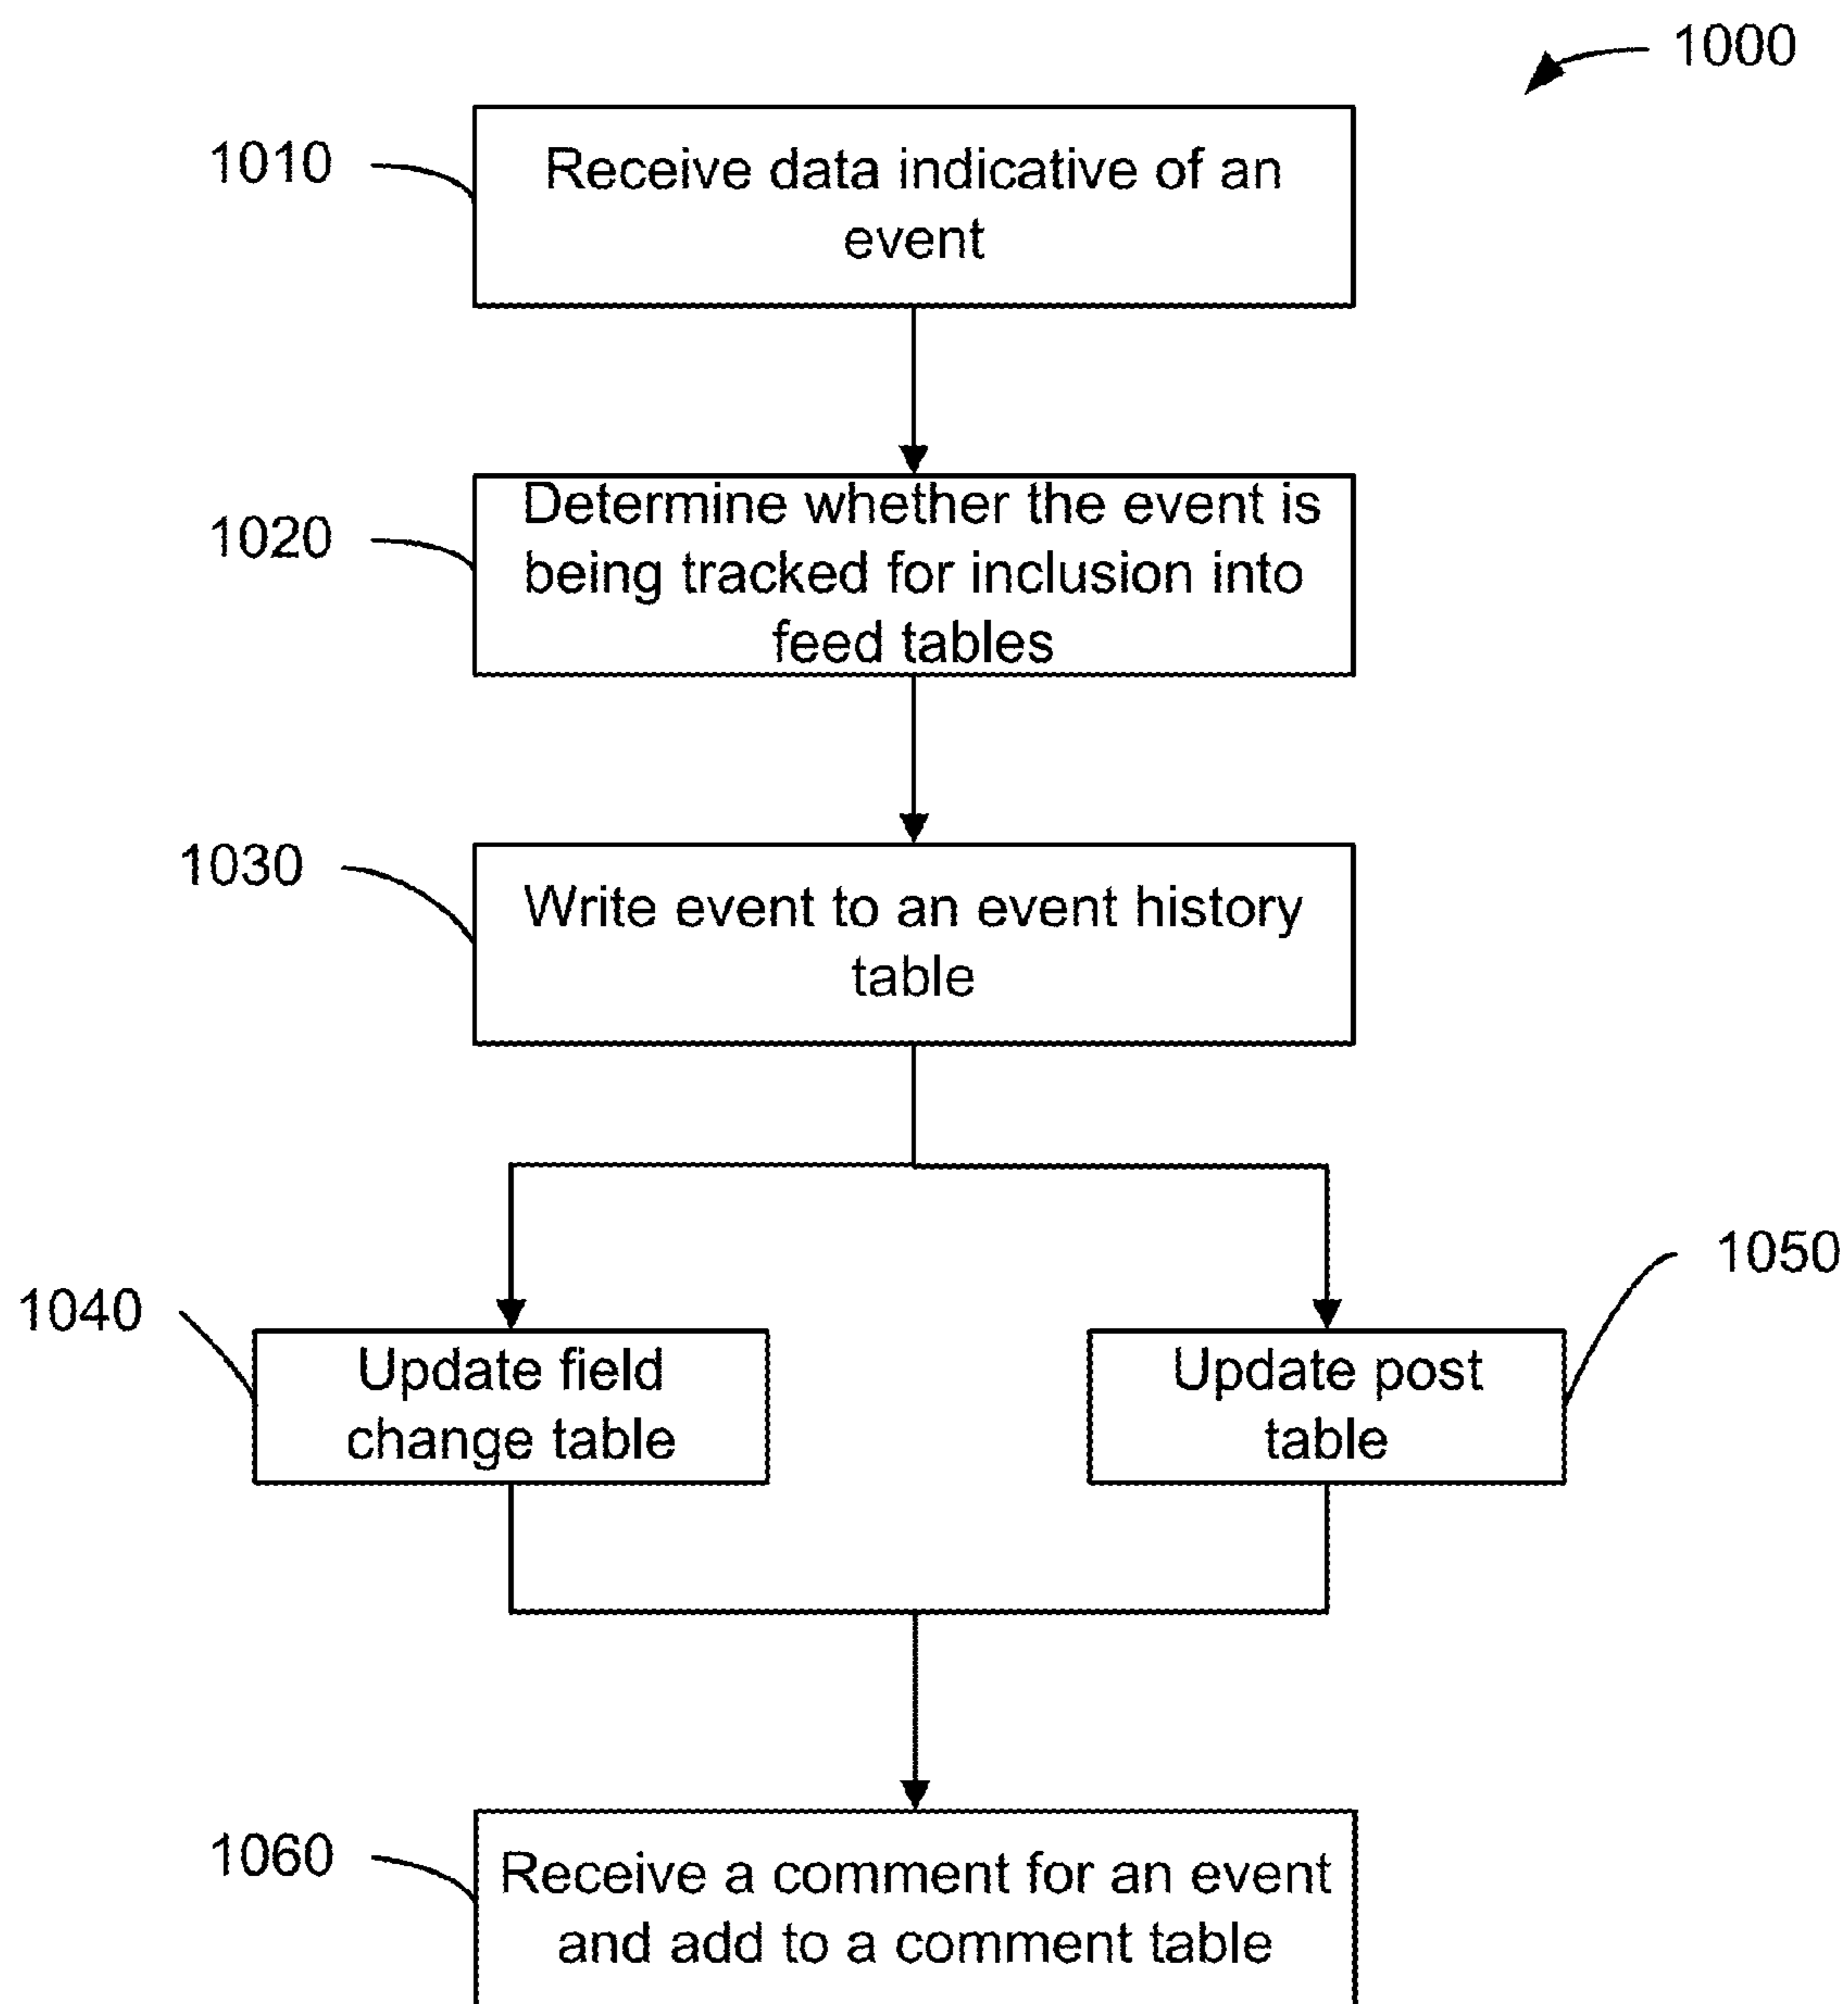 1000
1010
Receive data indicative of an
event
1020
Determine whether the event is
being tracked for inclusion into
feed tables
1030
Write event to an event history
table
1040
Update field
change table
1050
Update post
table
1060
Receive a comment for an event
and add to a comment table